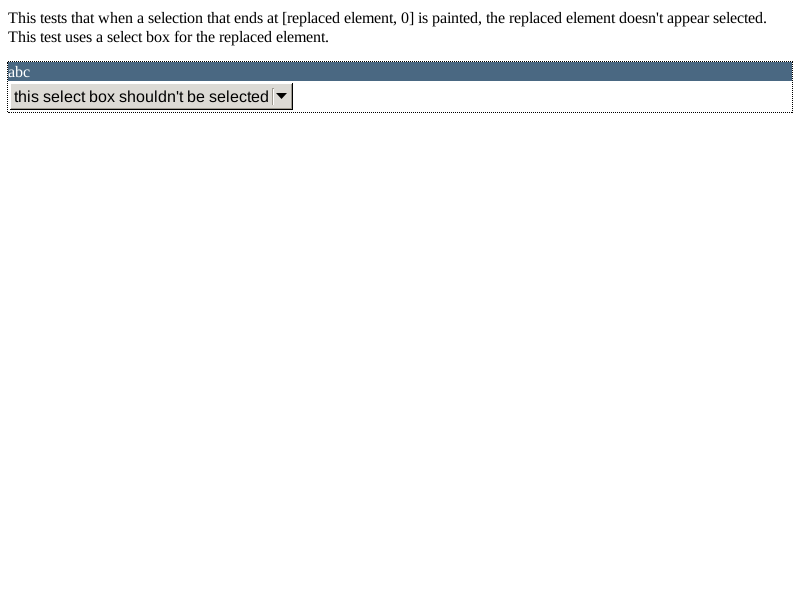 This tests that when a selection that ends at [replaced element, 0] is painted, the replaced element doesn't appear selected.
This test uses a select box for the replaced element.
abc
this select box shouldn't be selected